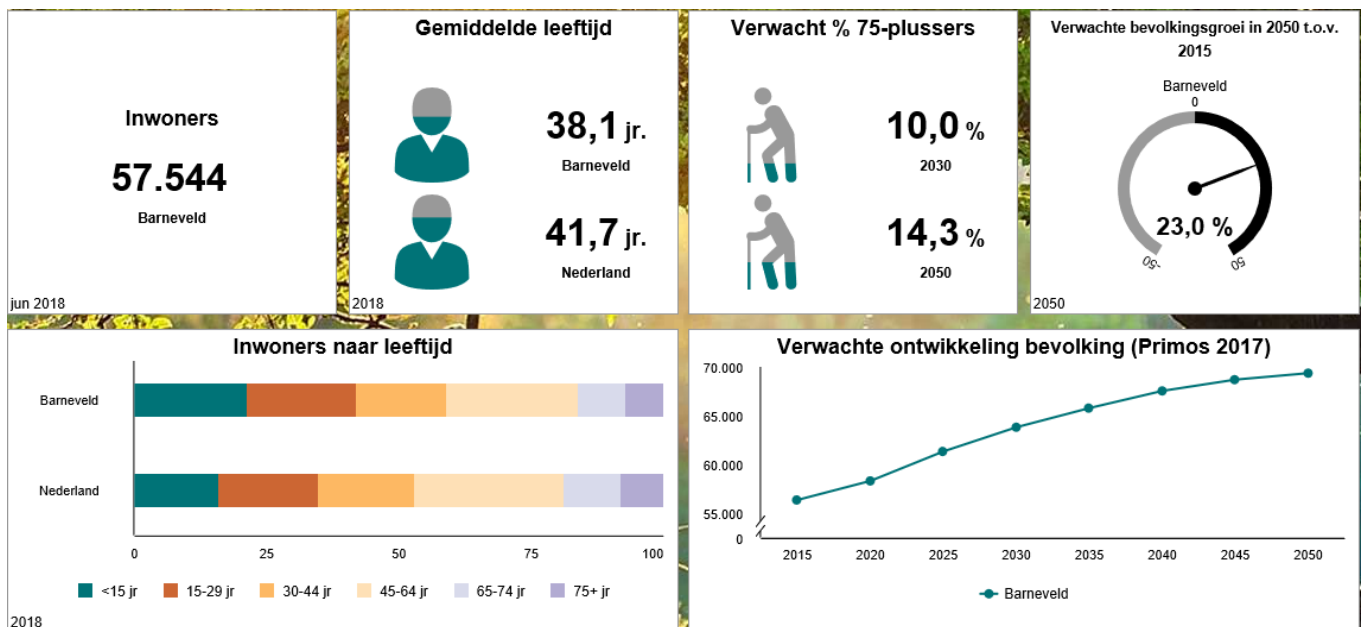 Inwoners
57.544
Barneveld
jun 2018
Gemiddelde leeftijd
38,1 jr.
Barneveld
41,7 jr.
Nederland
2018
Verwacht % 75-plussers
10,0 %
2030
14,3 %
2050
Verwachte bevolkingsgroei in 2050 t.o.v.
2015
Barneveld
0
23,0 %
-50
50
2050
Inwoners naar leeftijd
Barneveld
Nederland
0 25 50 75 100
<15 jr 15-29 jr 30-44 jr 45-64 jr 65-74 jr 75+ jr
2018
Verwachte ontwikkeling bevolking (Primos 2017)
70.000
65.000
60.000
55.000
0
2015 2020 2025 2030 2035 2040 2045 2050
Barneveld